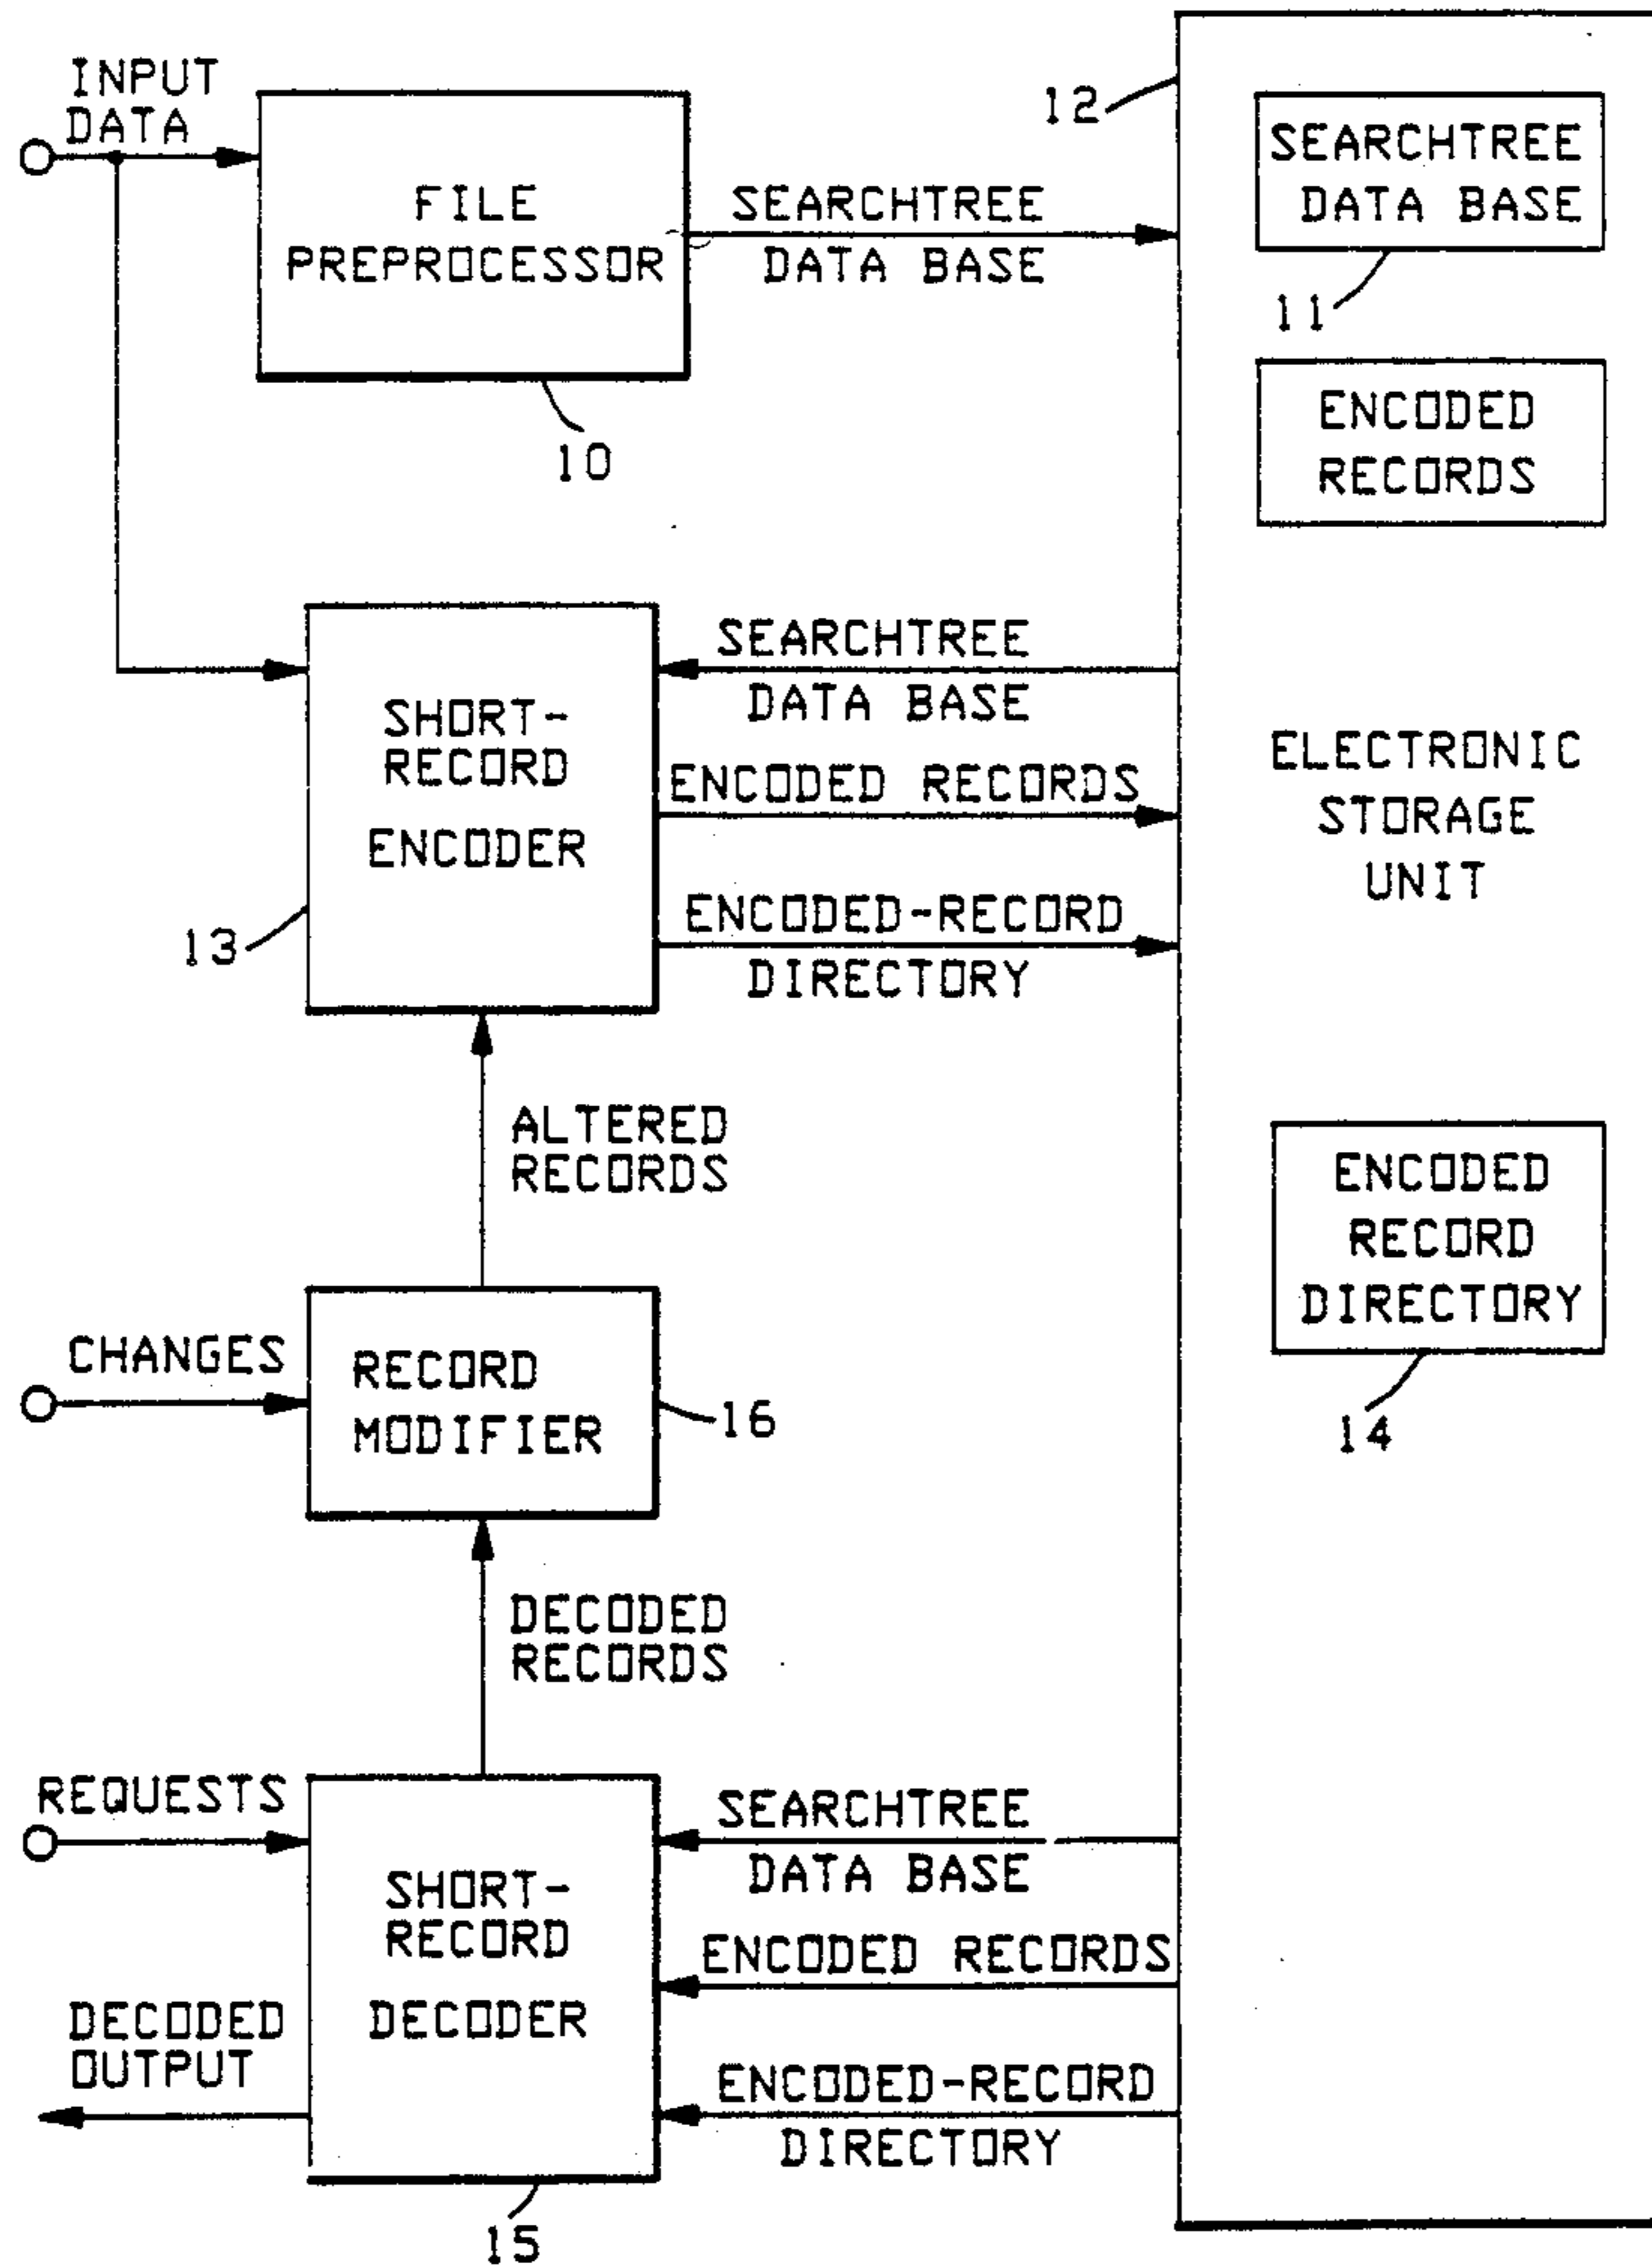 INPUT
DATA
FILE
PREPROCESSOR
10
SEARCHTREE
DATA BASE
12
SEARCHTREE
DATA BASE
11
ENCODED
RECORDS
SHORT-
RECORD
ENCODER
13
SEARCHTREE
DATA BASE
ENCODED RECORDS
ENCODED-RECORD
DIRECTORY
ELECTRONIC
STORAGE
UNIT
ALTERED
RECORDS
ENCODED
RECORD
DIRECTORY
14
CHANGES
RECORD
MODIFIER
16
DECODED
RECORDS
REQUESTS
SHORT-
RECORD
DECODER
15
DECODED
OUTPUT
SEARCHTREE
DATA BASE
ENCODED RECORDS
ENCODED-RECORD
DIRECTORY